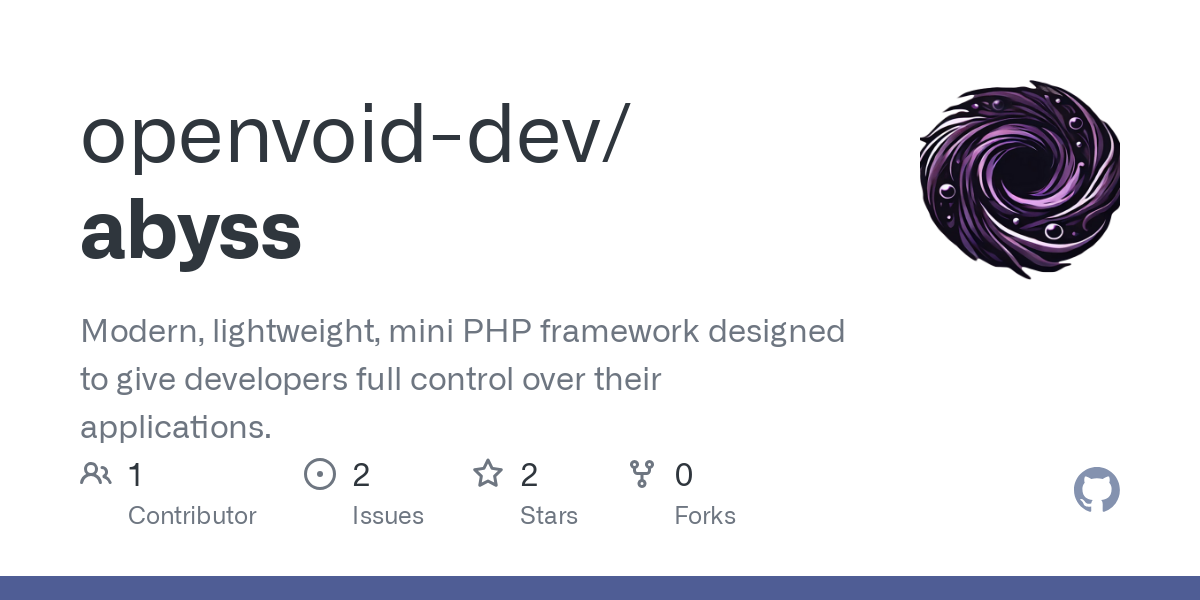 openvoid-dev/
abyss
Modern, lightweight, mini PHP framework designed
to give developers full control over their
applications.
1 2 2 0
Contributor Issues Stars Forks